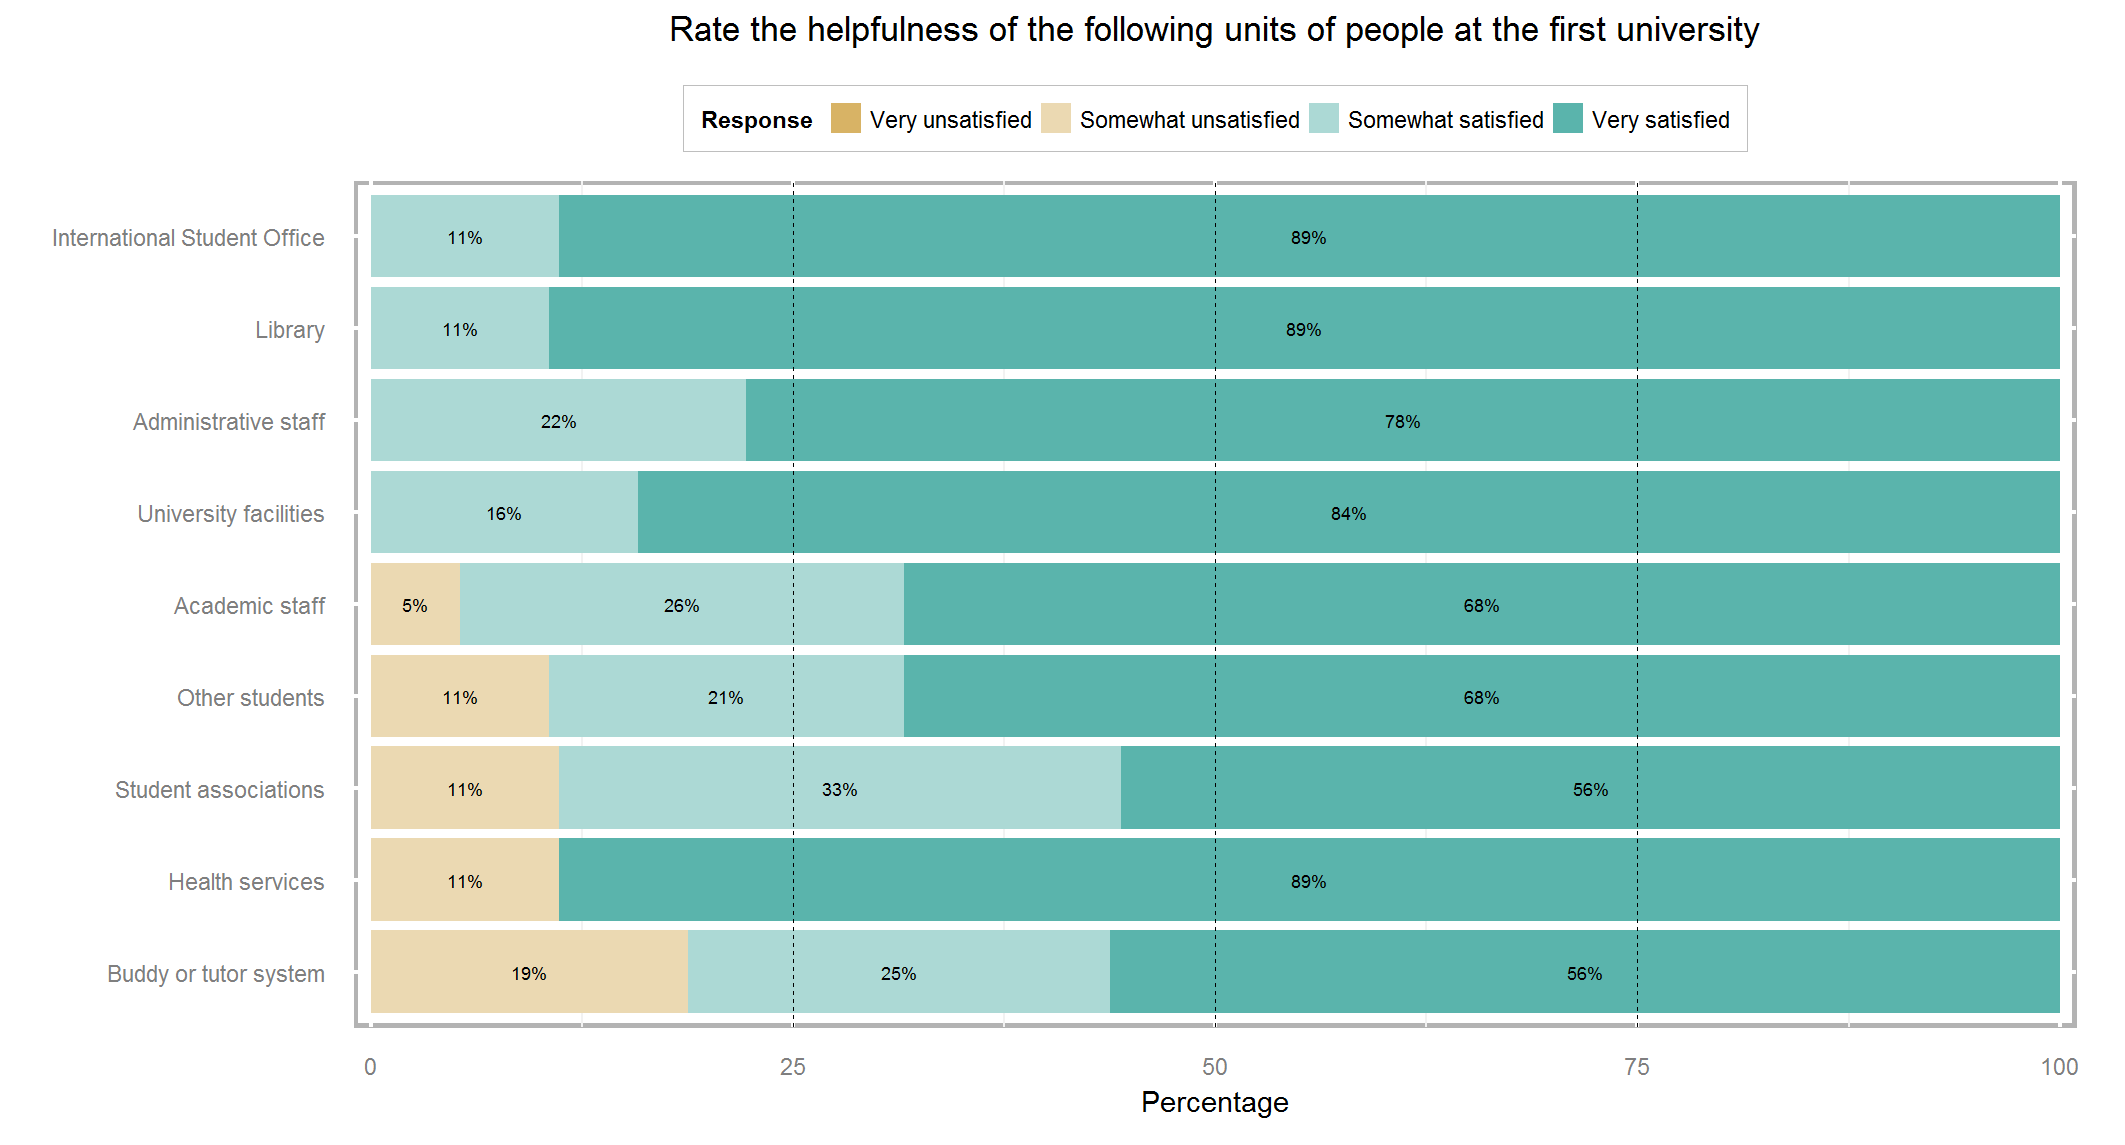 Rate the helpfulness of the following units of people at the first university
Response Very unsatisfied Somewhat unsatisfied Somewhat satisfied Very satisfied
International Student Office 11% 89%
Library 11% 89%
Administrative staff 22% 78%
University facilities 16% 84%
Academic staff 5% 26% 68%
Other students 11% 21% 68%
Student associations 11% 33% 56%
Health services 11% 89%
Buddy or tutor system 19% 25% 56%
0 25 50 75 100
Percentage